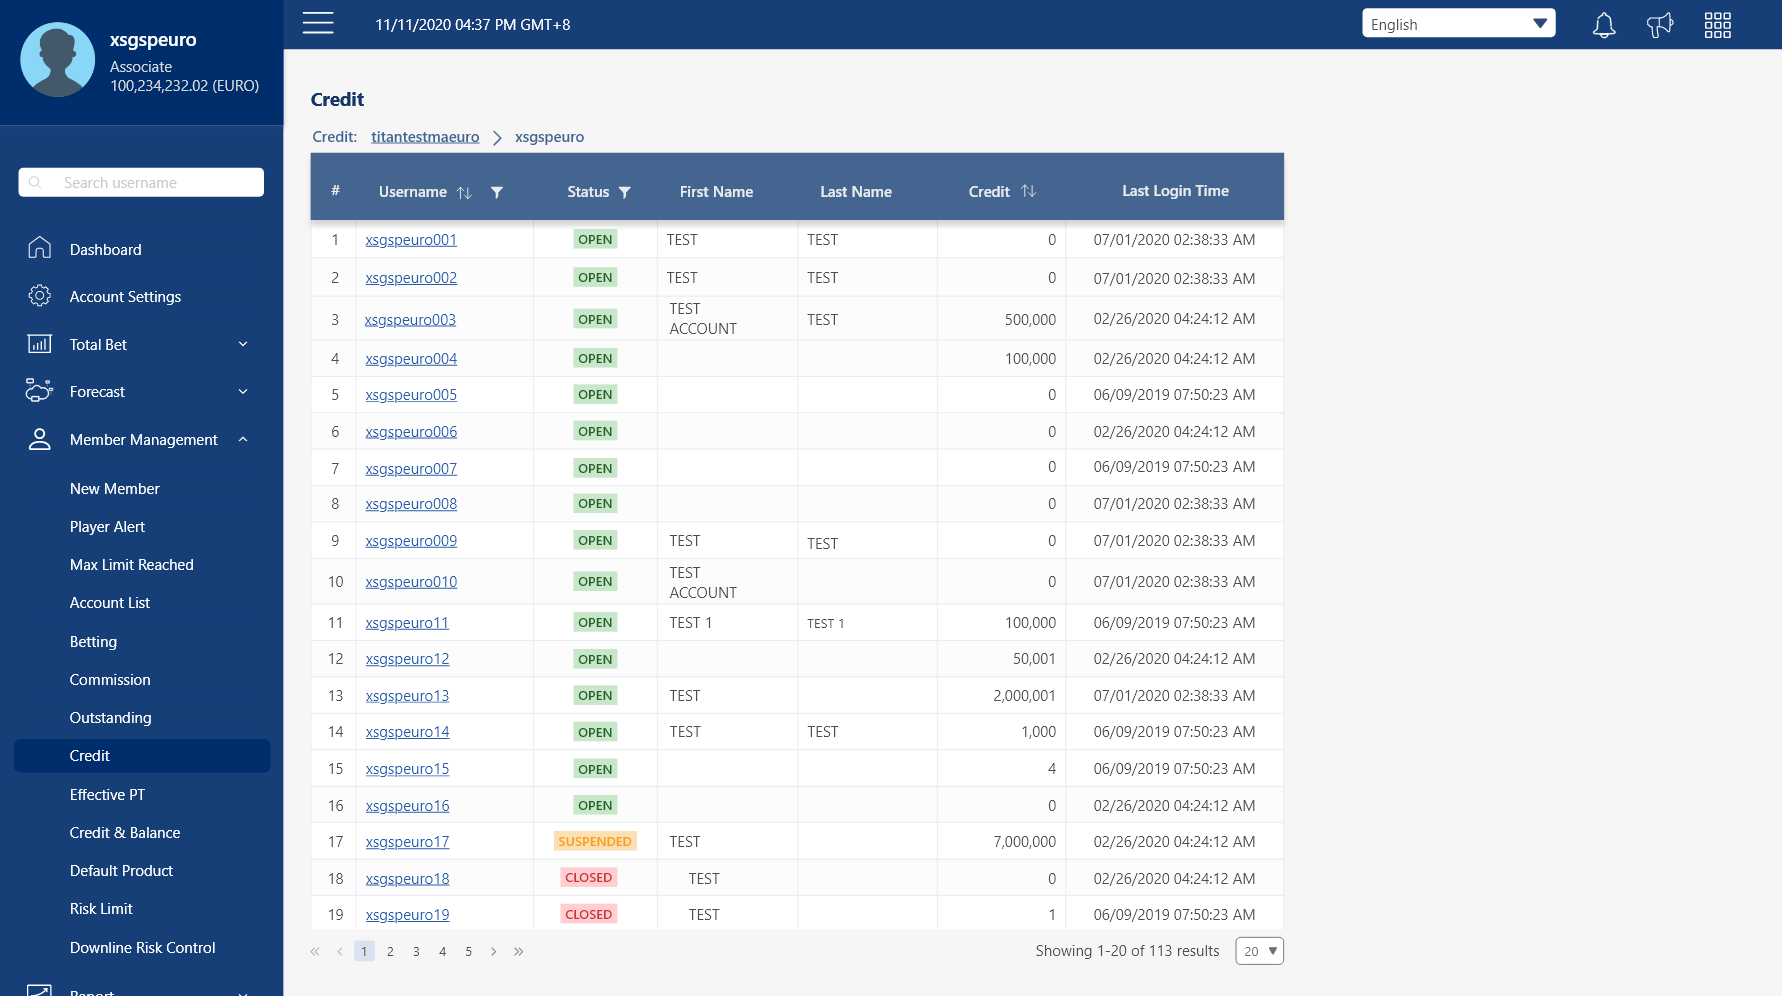 xsgspeuro
Associate
100,234,232.02 (EURO)
Search username
Dashboard
Account Settings
Total Bet
Forecast
Member Management
New Member
Player Alert
Max Limit Reached
Account List
Betting
Commission
Outstanding
Credit
Effective PT
Credit & Balance
Default Product
Risk Limit
Downline Risk Control
Report
11/11/2020 04:37 PM GMT+8
English
Credit
Credit: titantestmaeuro > xsgspeuro
# Username Status First Name Last Name Credit Last Login Time
1 xsgspeuro001 OPEN TEST TEST 0 07/01/2020 02:38:33 AM
2 xsgspeuro002 OPEN TEST TEST 0 07/01/2020 02:38:33 AM
3 xsgspeuro003 OPEN TEST ACCOUNT TEST 500,000 02/26/2020 04:24:12 AM
4 xsgspeuro004 OPEN 100,000 02/26/2020 04:24:12 AM
5 xsgspeuro005 OPEN 0 06/09/2019 07:50:23 AM
6 xsgspeuro006 OPEN 0 02/26/2020 04:24:12 AM
7 xsgspeuro007 OPEN 0 06/09/2019 07:50:23 AM
8 xsgspeuro008 OPEN 0 07/01/2020 02:38:33 AM
9 xsgspeuro009 OPEN TEST TEST 0 07/01/2020 02:38:33 AM
10 xsgspeuro010 OPEN TEST ACCOUNT 0 07/01/2020 02:38:33 AM
11 xsgspeuro11 OPEN TEST 1 TEST 1 100,000 06/09/2019 07:50:23 AM
12 xsgspeuro12 OPEN 50,001 02/26/2020 04:24:12 AM
13 xsgspeuro13 OPEN TEST 2,000,001 07/01/2020 02:38:33 AM
14 xsgspeuro14 OPEN TEST TEST 1,000 06/09/2019 07:50:23 AM
15 xsgspeuro15 OPEN 4 06/09/2019 07:50:23 AM
16 xsgspeuro16 OPEN 0 02/26/2020 04:24:12 AM
17 xsgspeuro17 SUSPENDED TEST 7,000,000 02/26/2020 04:24:12 AM
18 xsgspeuro18 CLOSED TEST 0 02/26/2020 04:24:12 AM
19 xsgspeuro19 CLOSED TEST 1 06/09/2019 07:50:23 AM
« < 1 2 3 4 5 > » Showing 1-20 of 113 results 20